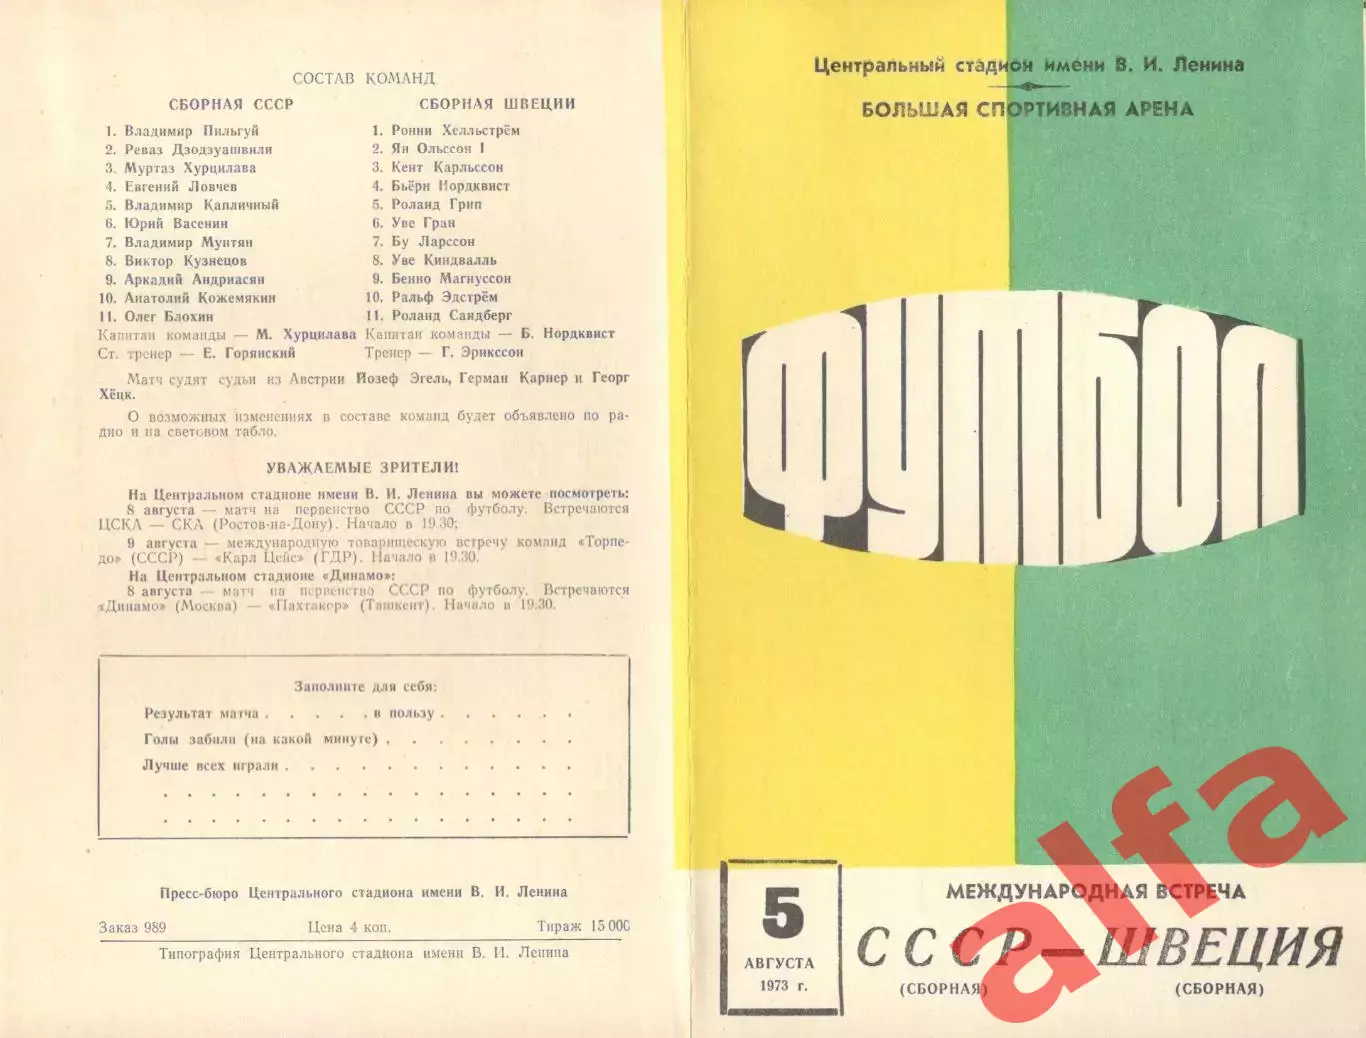 СОСТАВ КОМАНД
СБОРНАЯ СССР
1. Владимир Пильгуй
2. Реваз Дзодзуашвили
3. Муртаз Хурцилава
4. Евгений Ловчев
5. Владимир Капличный
6. Юрий Васенин
7. Владимир Мунтян
8. Виктор Кузнецов
9. Аркадий Андриасян
10. Анатолий Кожемякин
11. Олег Блохин
Капитан команды — М. Хурцилава
Ст. тренер — Е. Горянский
СБОРНАЯ ШВЕЦИИ
1. Ронни Хелльстрём
2. Ян Ольссон I
3. Кент Карльссон
4. Бьёрн Нордквист
5. Роланд Грип
6. Уве Гран
7. Бу Ларссон
8. Уве Киндвалль
9. Бенно Магнуссон
10. Ральф Эдстрём
11. Роланд Сандберг
Капитан команды — Б. Нордквист
Тренер — Г. Эрикссон
Матч судят судьи из Австрии Йозеф Эгель, Герман Карнер и Георг
Хёцк.
О возможных изменениях в составе команд будет объявлено по ра-
дио и на световом табло.
УВАЖАЕМЫЕ ЗРИТЕЛИ!
На Центральном стадионе имени В. И. Ленина вы можете посмотреть:
8 августа — матч на первенство СССР по футболу. Встречаются
ЦСКА — СКА (Ростов-на-Дону). Начало в 19.30;
9 августа — международную товарищескую встречу команд «Торпе-
до» (СССР) — «Карл Цейс» (ГДР). Начало в 19.30.
На Центральном стадионе «Динамо»:
8 августа — матч на первенство СССР по футболу. Встречаются
«Динамо» (Москва) — «Пахтакор» (Ташкент). Начало в 19.30.
Заполните для себя:
Результат матча . . . . . . в пользу . . . . . .
Голы забили (на какой минуте) . . . . . . . .
Лучше всех играли . . . . . . . . . . . .
Пресс-бюро Центрального стадиона имени В. И. Ленина
Заказ 989 Цена 4 коп. Тираж 15 000
Типография Центрального стадиона имени В. И. Ленина
Центральный стадион имени В. И. Ленина
БОЛЬШАЯ СПОРТИВНАЯ АРЕНА
ФУТБОЛ
5
АВГУСТА
1973 г.
МЕЖДУНАРОДНАЯ ВСТРЕЧА
СССР — ШВЕЦИЯ
(СБОРНАЯ) (СБОРНАЯ)
alfa